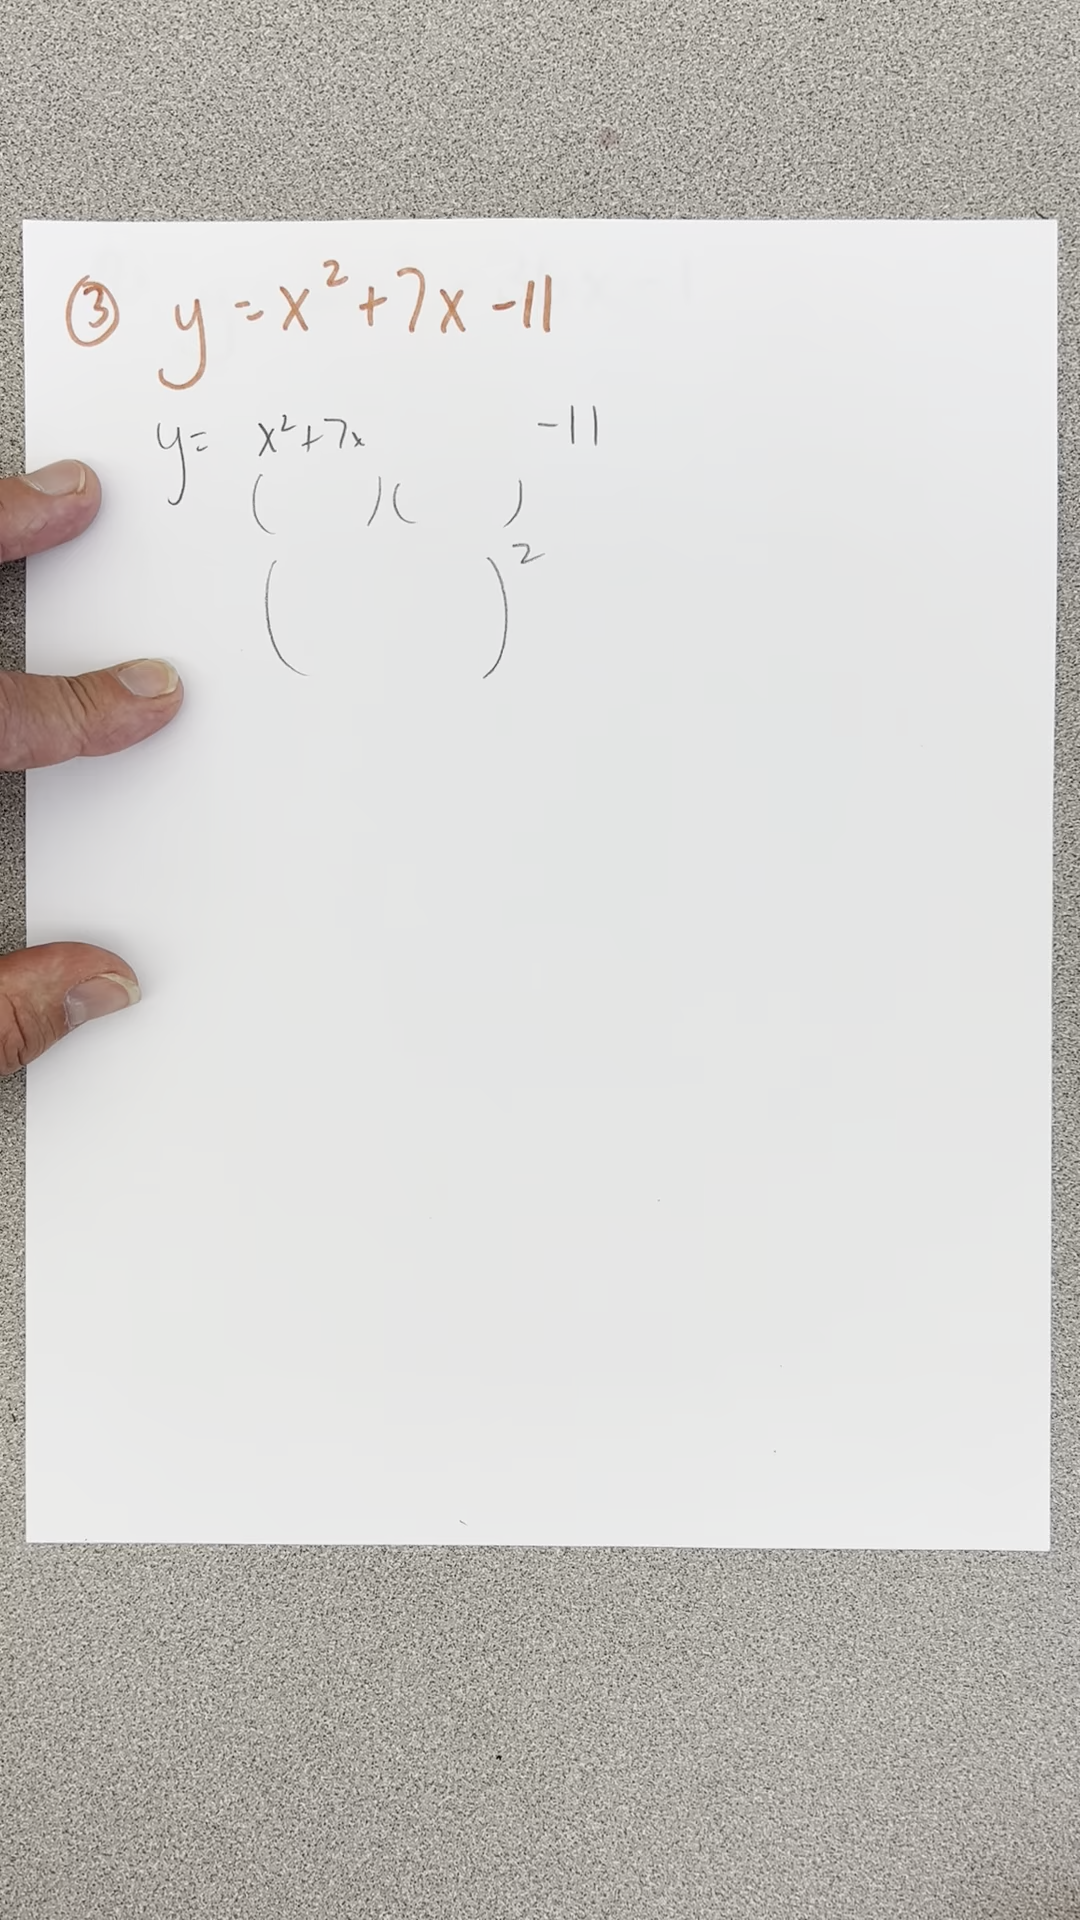 ③ y = x² + 7x - 11
y = x² + 7x - 11
( )( )
( )²